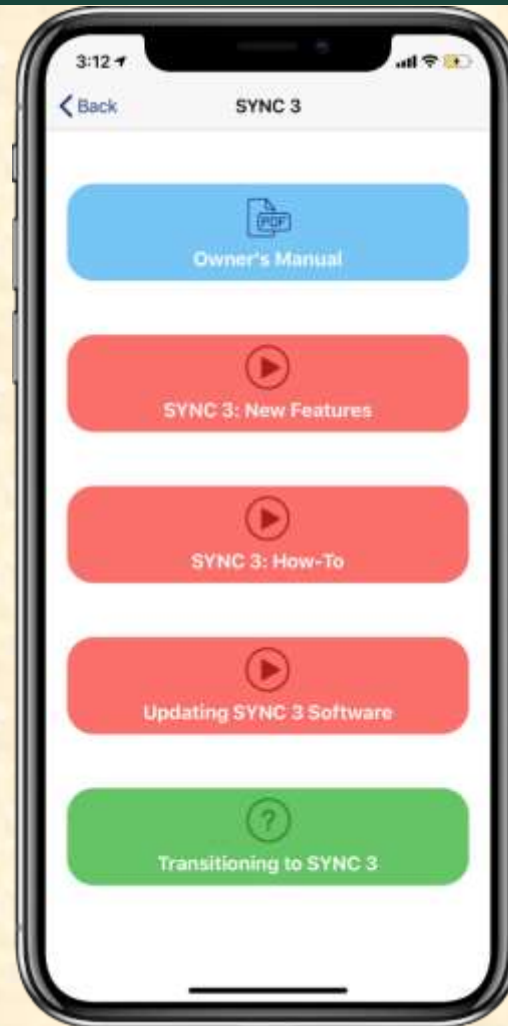 3:12
Back
SYNC 3
PDF
Owner's Manual
SYNC 3: New Features
SYNC 3: How-To
Updating SYNC 3 Software
?
Transitioning to SYNC 3